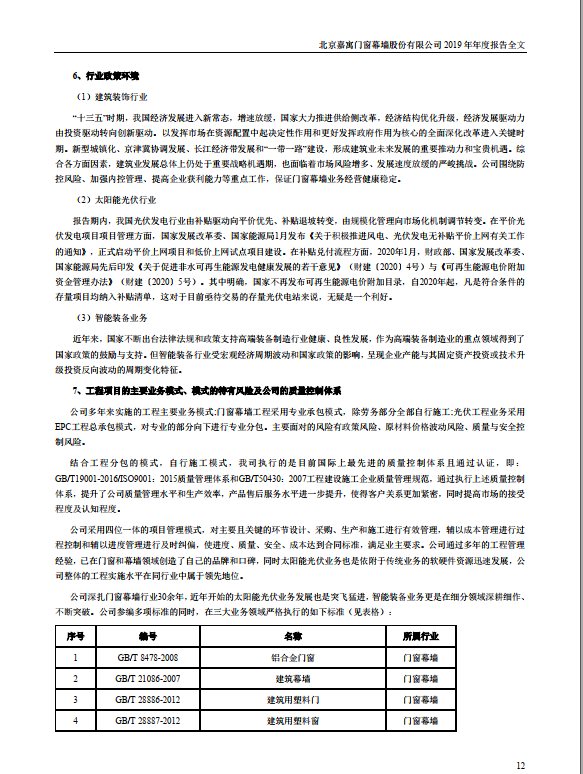 北京嘉寓门窗幕墙股份有限公司 2019 年年度报告全文
6、行业政策环境
（1）建筑装饰行业
“十三五”时期，我国经济发展进入新常态，增速放缓，国家大力推进供给侧改革，经济结构优化升级，经济发展驱动力
由投资驱动转向创新驱动。以发挥市场在资源配置中起决定性作用和更好发挥政府作用为核心的全面深化改革进入关键时
期。新型城镇化、京津冀协调发展、长江经济带发展和“一带一路”建设，形成建筑业未来发展的重要推动力和宝贵机遇。综
合各方面因素，建筑业发展总体上仍处于重要战略机遇期，也面临着市场风险增多、发展速度放缓的严峻挑战。公司围绕防
控风险、加强内控管理、提高企业获利能力等重点工作，保证门窗幕墙业务经营健康稳定。
（2）太阳能光伏行业
报告期内，我国光伏发电行业由补贴驱动向平价优先、补贴退坡转变，由规模化管理向市场化机制调节转变。在平价光
伏发电项目项目管理方面，国家发展改革委、国家能源局1月发布《关于积极推进风电、光伏发电无补贴平价上网有关工作
的通知》，正式启动平价上网项目和低价上网试点项目建设。在补贴兑付流程方面，2020年1月，财政部、国家发展改革委、
国家能源局先后印发《关于促进非水可再生能源发电健康发展的若干意见》（财建〔2020〕4号）与《可再生能源电价附加
资金管理办法》（财建〔2020〕5号）。其中明确，国家不再发布可再生能源电价附加目录，自2020年起，凡是符合条件的
存量项目均纳入补贴清单，这对于目前亟待交易的存量光伏电站来说，无疑是一个利好。
（3）智能装备业务
近年来，国家不断出台法律法规和政策支持高端装备制造行业健康、良性发展，作为高端装备制造业的重点领域得到了
国家政策的鼓励与支持。但智能装备行业受宏观经济周期波动和国家政策的影响，呈现企业产能与其固定资产投资或技术升
级投资反向波动的周期变化特征。
7、工程项目的主要业务模式、模式的特有风险及公司的质量控制体系
公司多年来实施的工程主要业务模式:门窗幕墙工程采用专业承包模式，除劳务部分全部自行施工;光伏工程业务采用
EPC工程总承包模式，对专业的部分向下进行专业分包。主要面对的风险有政策风险、原材料价格波动风险、质量与安全控
制风险。
结合工程分包的模式，自行施工模式，我司执行的是目前国际上最先进的质量控制体系且通过认证，即：
GB/T19001-2016/ISO9001：2015质量管理体系和GB/T50430：2007工程建设施工企业质量管理规范，通过执行上述质量控制
体系，提升了公司质量管理水平和生产效率，产品售后服务水平进一步提升，使得客户关系更加紧密，同时提高市场的接受
程度及认知程度。
公司采用四位一体的项目管理模式，对主要且关键的环节设计、采购、生产和施工进行有效管理，辅以成本管理进行过
程控制和辅以进度管理进行及时纠偏，使进度、质量、安全、成本达到合同标准，满足业主要求。公司通过多年的工程管理
经验，已在门窗和幕墙领域创造了自己的品牌和口碑，同时太阳能光伏业务也是依附于传统业务的软硬件资源迅速发展，公
司整体的工程实施水平在同行业中属于领先地位。
公司深扎门窗幕墙行业30余年，近年开始的太阳能光伏业务发展也是突飞猛进，智能装备业务更是在细分领域深耕细作、
不断突破。公司参编多项标准的同时，在三大业务领域严格执行的如下标准（见表格）：
序号 编号 名称 所属行业
1 GB/T 8478-2008 铝合金门窗 门窗幕墙
2 GB/T 21086-2007 建筑幕墙 门窗幕墙
3 GB/T 28886-2012 建筑用塑料门 门窗幕墙
4 GB/T 28887-2012 建筑用塑料窗 门窗幕墙
12